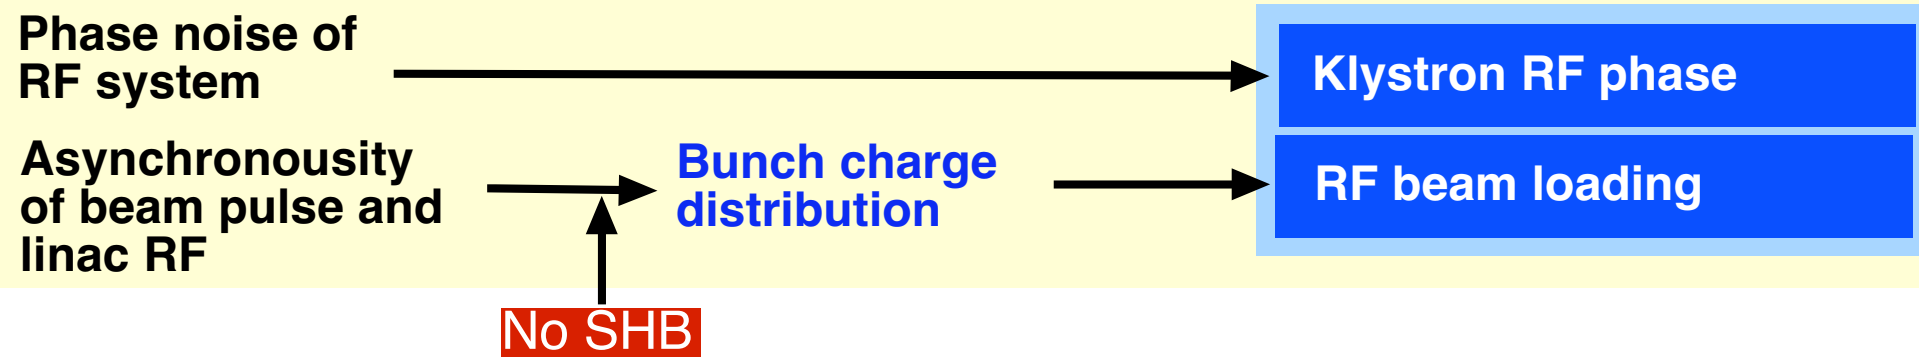 Phase noise of
RF system
Klystron RF phase
Asynchronousity
of beam pulse and
linac RF
Bunch charge
distribution
RF beam loading
No SHB